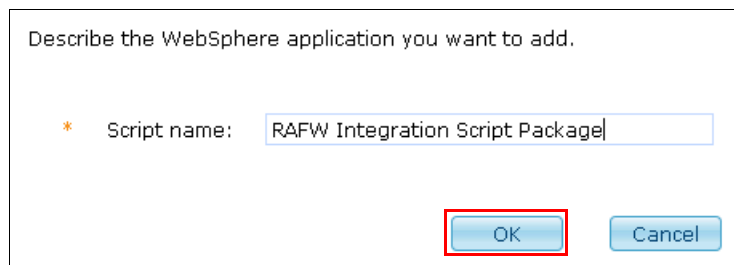 Describe the WebSphere application you want to add.
* Script name: RAFW Integration Script Package
OK Cancel